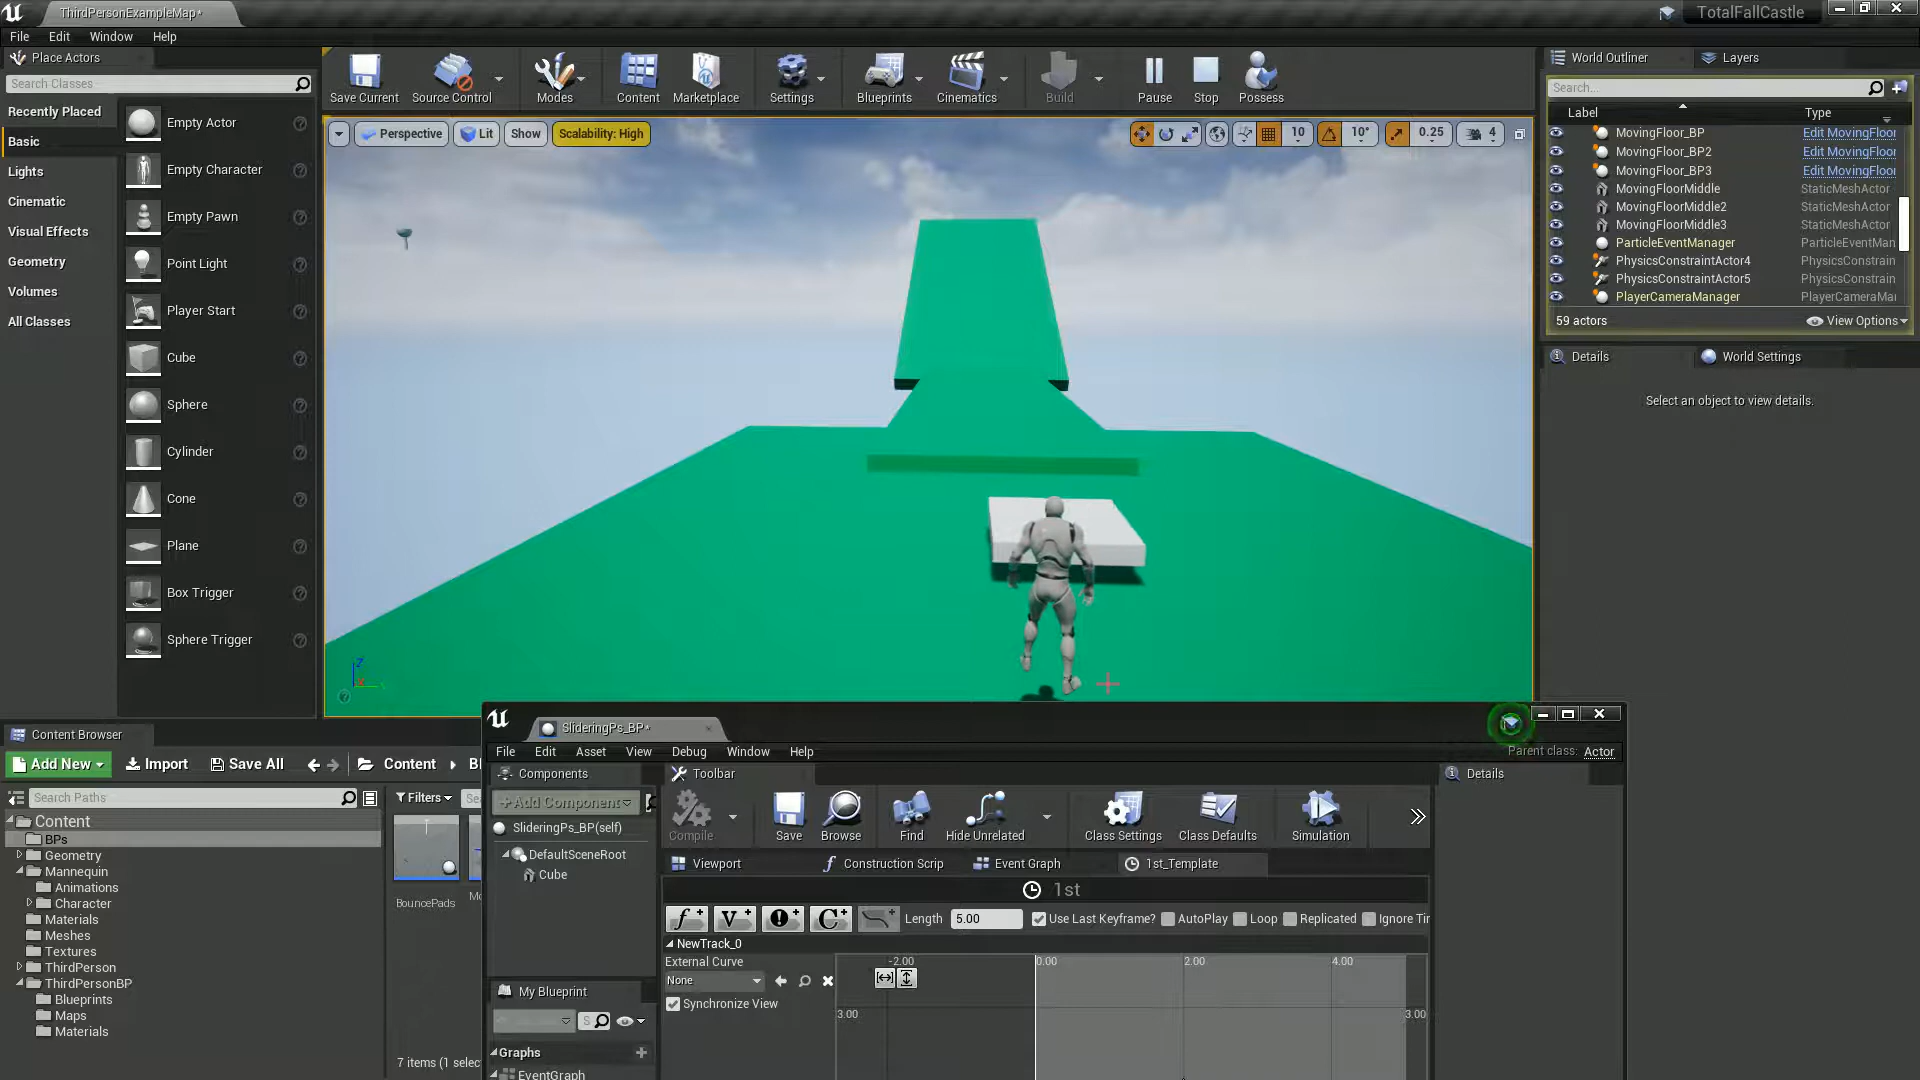 ThirdPersonExampleMap*
TotalFallCastle
File Edit Window Help
Place Actors
Search Classes
Recently Placed
Basic
Lights
Cinematic
Visual Effects
Geometry
Volumes
All Classes
Empty Actor
Empty Character
Empty Pawn
Point Light
Player Start
Cube
Sphere
Cylinder
Cone
Plane
Box Trigger
Sphere Trigger
Save Current
Source Control
Modes
Content
Marketplace
Settings
Blueprints
Cinematics
Build
Pause
Stop
Possess
Perspective
Lit
Show
Scalability: High
10
10°
0.25
4
World Outliner
Layers
Search...
Label Type
MovingFloor_BP Edit MovingFloor
MovingFloor_BP2 Edit MovingFloor
MovingFloor_BP3 Edit MovingFloor
MovingFloorMiddle StaticMeshActor
MovingFloorMiddle2 StaticMeshActor
MovingFloorMiddle3 StaticMeshActor
ParticleEventManager ParticleEventMan
PhysicsConstraintActor4 PhysicsConstrain
PhysicsConstraintActor5 PhysicsConstrain
PlayerCameraManager PlayerCameraMa
59 actors
View Options
Details
World Settings
Select an object to view details.
Z
Content Browser
Add New
Import
Save All
Content
Search Paths
Filters
Content
BPs
Geometry
Mannequin
Animations
Character
Materials
Meshes
Textures
ThirdPerson
ThirdPersonBP
Blueprints
Maps
Materials
BouncePads
7 items (1 selec
SlideringPs_BP*
File Edit Asset View Debug Window Help
Parent class: Actor
Components
+Add Component
SlideringPs_BP(self)
DefaultSceneRoot
Cube
My Blueprint
S
Graphs
EventGraph
Toolbar
Compile
Save
Browse
Find
Hide Unrelated
Class Settings
Class Defaults
Simulation
Details
Viewport
Construction Scrip
Event Graph
1st_Template
1st
Length 5.00 Use Last Keyframe? AutoPlay Loop Replicated Ignore Tir
NewTrack_0
External Curve
None
Synchronize View
-2.00 0.00 2.00 4.00
3.00 3.00